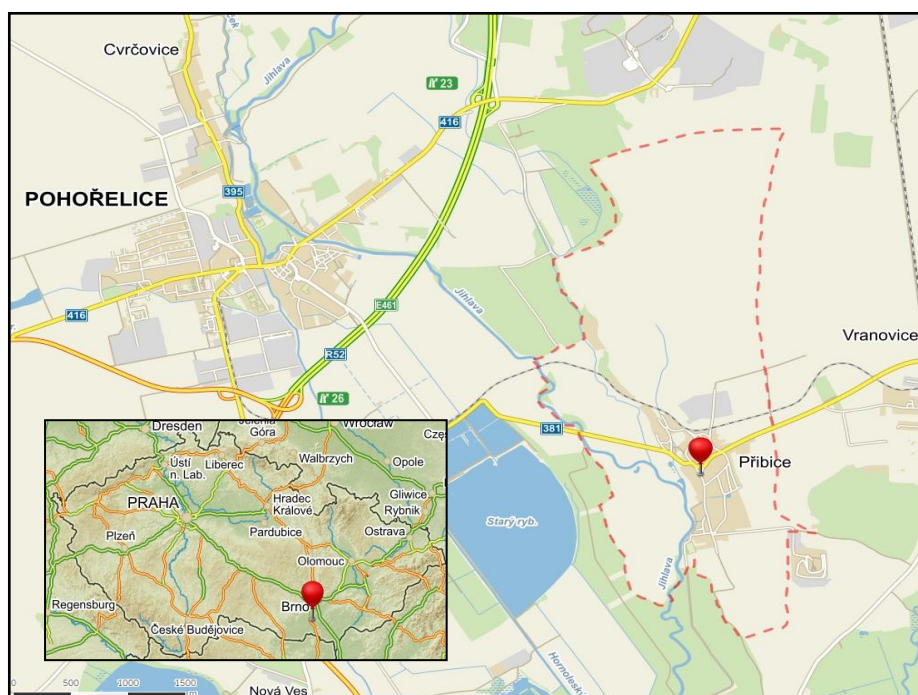 Cvrčovice
Jihlava
23
416
395
POHOŘELICE
E461
Jihlava
416
R52
Vranovice
26
381
Přibice
Starý ryb.
Jihlava
Nová Ves
0 500 1000 1500
m
Dresden
Jelenia
Góra
Wrocław
Ústí
n. Lab.
Liberec
Walbrzych
Opole
PRAHA
Hradec
Králové
Gliwice
Rybnik
Plzeň
Pardubice
Ostrava
Olomouc
Regensburg
Brno
České Budějovice